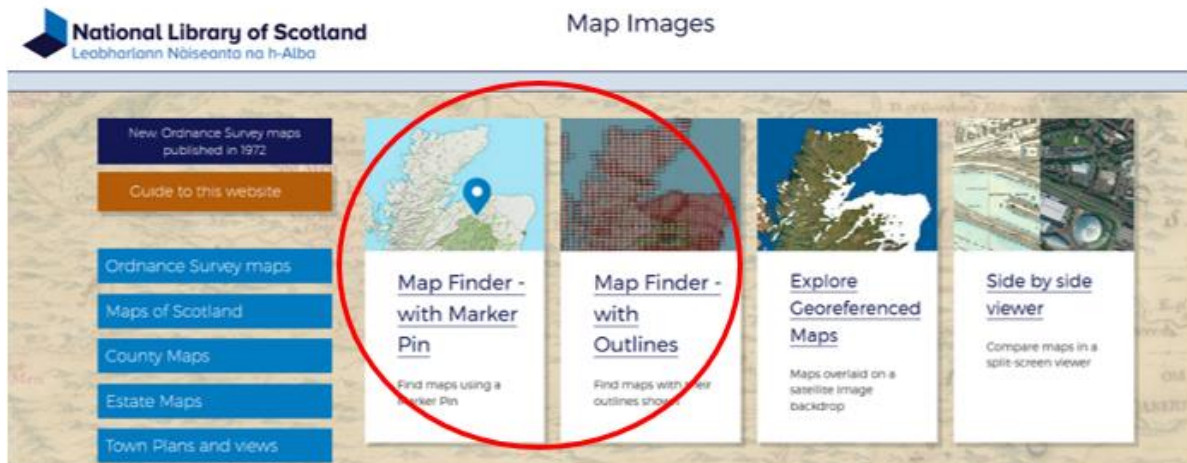 National Library of Scotland
Leabharlann Nàiseanta na h-Alba
Map Images
New: Ordnance Survey maps
published in 1972
Guide to this website
Ordnance Survey maps
Maps of Scotland
County Maps
Estate Maps
Town Plans and views
Map Finder -
with Marker
Pin
Find maps using a
Marker Pin
Map Finder -
with
Outlines
Find maps with their
outlines shown
Explore
Georeferenced
Maps
Maps overlaid on a
satellite image
backdrop
Side by side
viewer
Compare maps in a
split-screen viewer